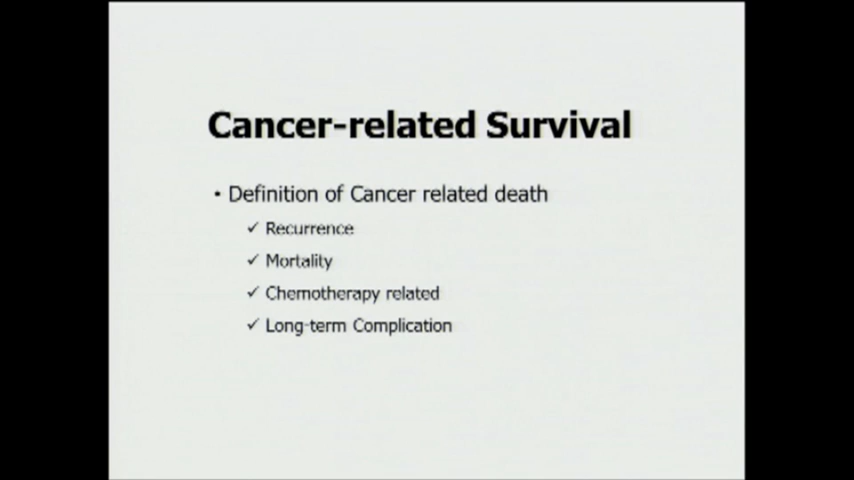 Cancer-related Survival
• Definition of Cancer related death
✓ Recurrence
✓ Mortality
✓ Chemotherapy related
✓ Long-term Complication